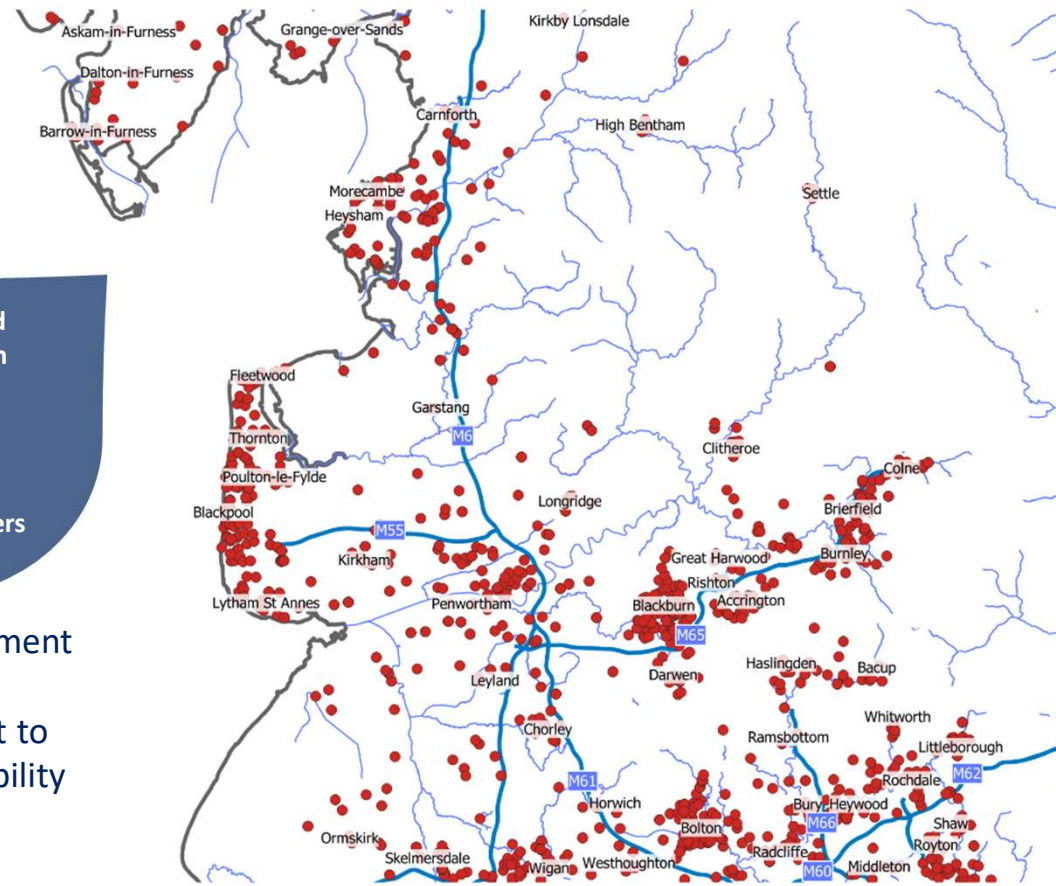 Askam-in-Furness
Grange-over-Sands
Kirkby Lonsdale
Dalton-in-Furness
Carnforth
Barrow-in-Furness
High Bentham
Morecambe
Settle
Heysham
Fleetwood
Garstang
M6
Thornton
Clitheroe
Poulton-le-Fylde
Colne
Longridge
Blackpool
Brierfield
M55
Kirkham
Great Harwood
Burnley
Rishton
Lytham St Annes
Penwortham
Blackburn
Accrington
M65
Leyland
Darwen
Haslingden
Bacup
Whitworth
Chorley
Ramsbottom
Littleborough
M61
Rochdale
M62
Horwich
Bury
Heywood
Bolton
M66
Shaw
Ormskirk
Radcliffe
Royton
Skelmersdale
Wigan
Westhoughton
M60
Middleton
t to